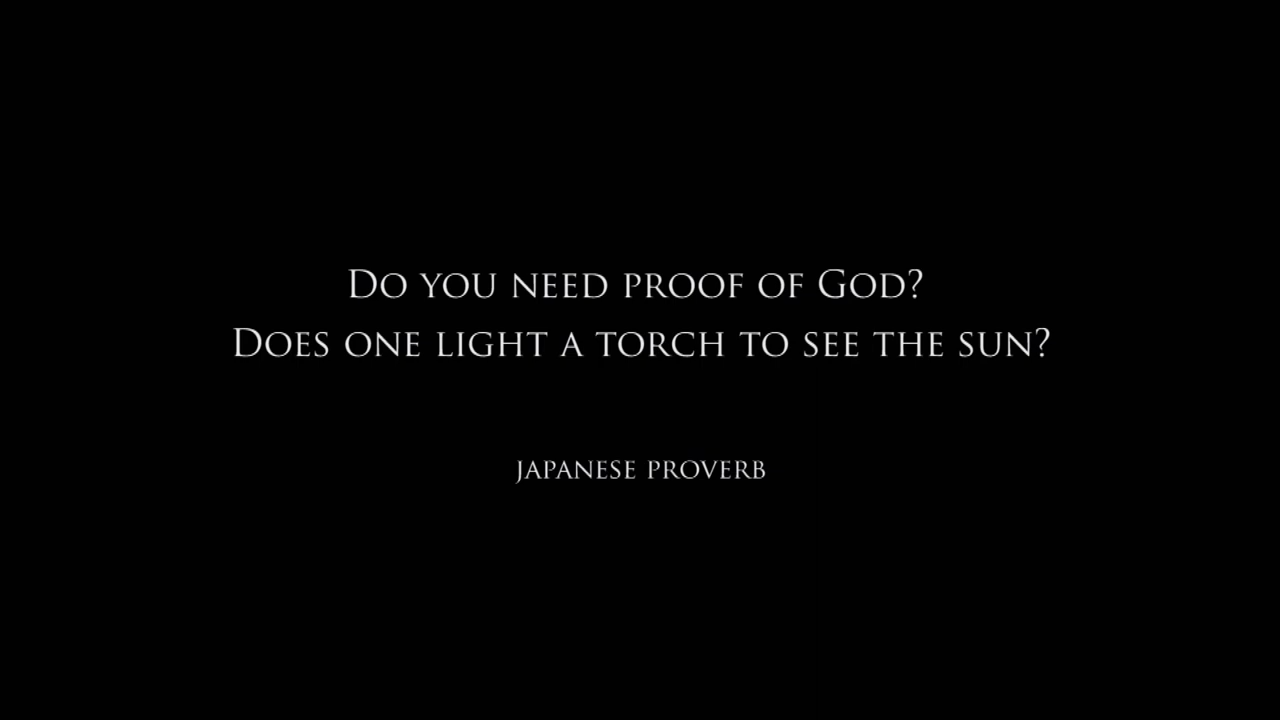 Do you need proof of God?
Does one light a torch to see the sun?
Japanese Proverb